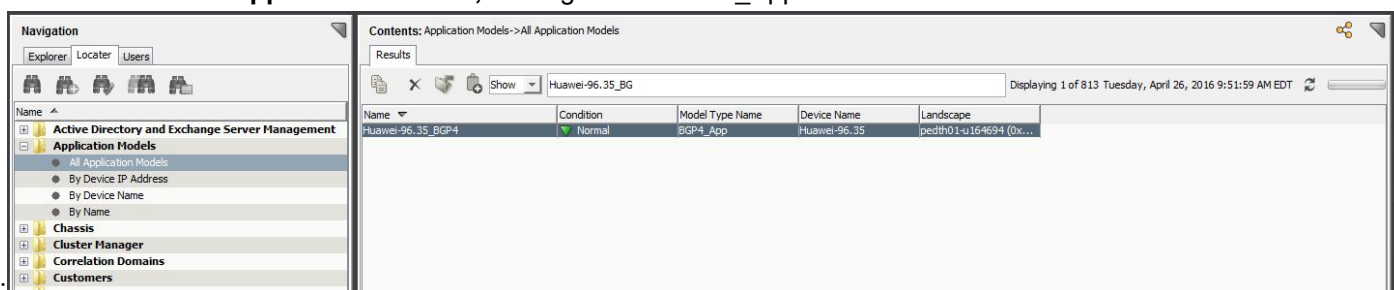 Navigation
Explorer Locater Users
Name
Active Directory and Exchange Server Management
Application Models
All Application Models
By Device IP Address
By Device Name
By Name
Chassis
Cluster Manager
Correlation Domains
Customers
Contents: Application Models->All Application Models
Results
Show Huawei-96.35_BG Displaying 1 of 813 Tuesday, April 26, 2016 9:51:59 AM EDT
Name Condition Model Type Name Device Name Landscape
Huawei-96.35_BGP4 Normal BGP4_App Huawei-96.35 pedth01-u164694 (0x...